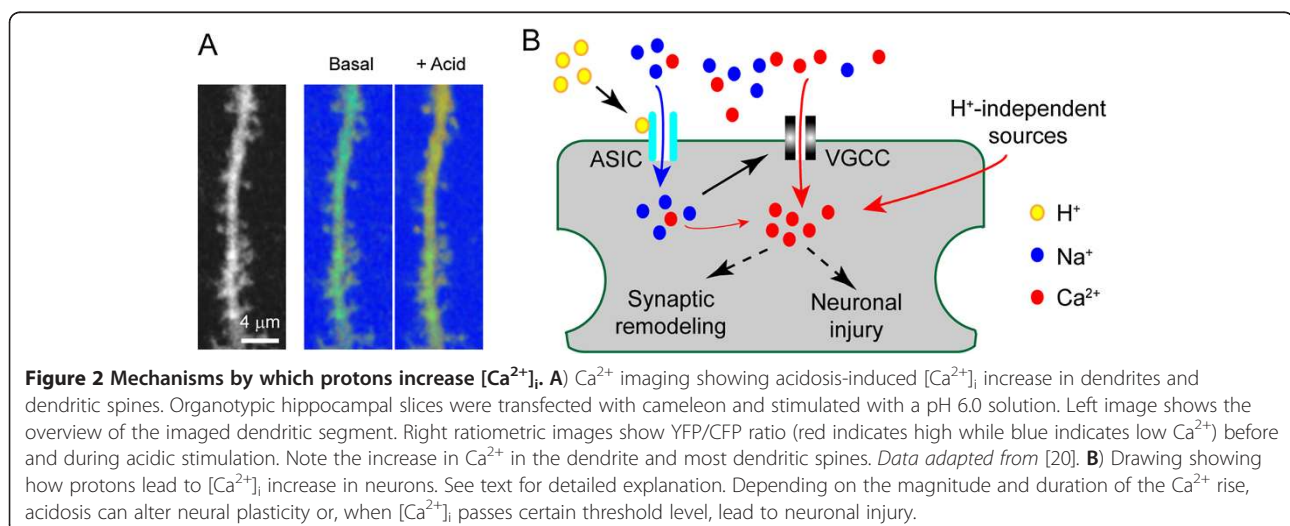 A
Basal
+ Acid
4 μm
B
ASIC
VGCC
H⁺-independent
sources
H⁺
Na⁺
Ca²⁺
Synaptic
remodeling
Neuronal
injury
Figure 2 Mechanisms by which protons increase [Ca²⁺]ᵢ. A) Ca²⁺ imaging showing acidosis-induced [Ca²⁺]ᵢ increase in dendrites and
dendritic spines. Organotypic hippocampal slices were transfected with cameleon and stimulated with a pH 6.0 solution. Left image shows the
overview of the imaged dendritic segment. Right ratiometric images show YFP/CFP ratio (red indicates high while blue indicates low Ca²⁺) before
and during acidic stimulation. Note the increase in Ca²⁺ in the dendrite and most dendritic spines. Data adapted from [20]. B) Drawing showing
how protons lead to [Ca²⁺]ᵢ increase in neurons. See text for detailed explanation. Depending on the magnitude and duration of the Ca²⁺ rise,
acidosis can alter neural plasticity or, when [Ca²⁺]ᵢ passes certain threshold level, lead to neuronal injury.